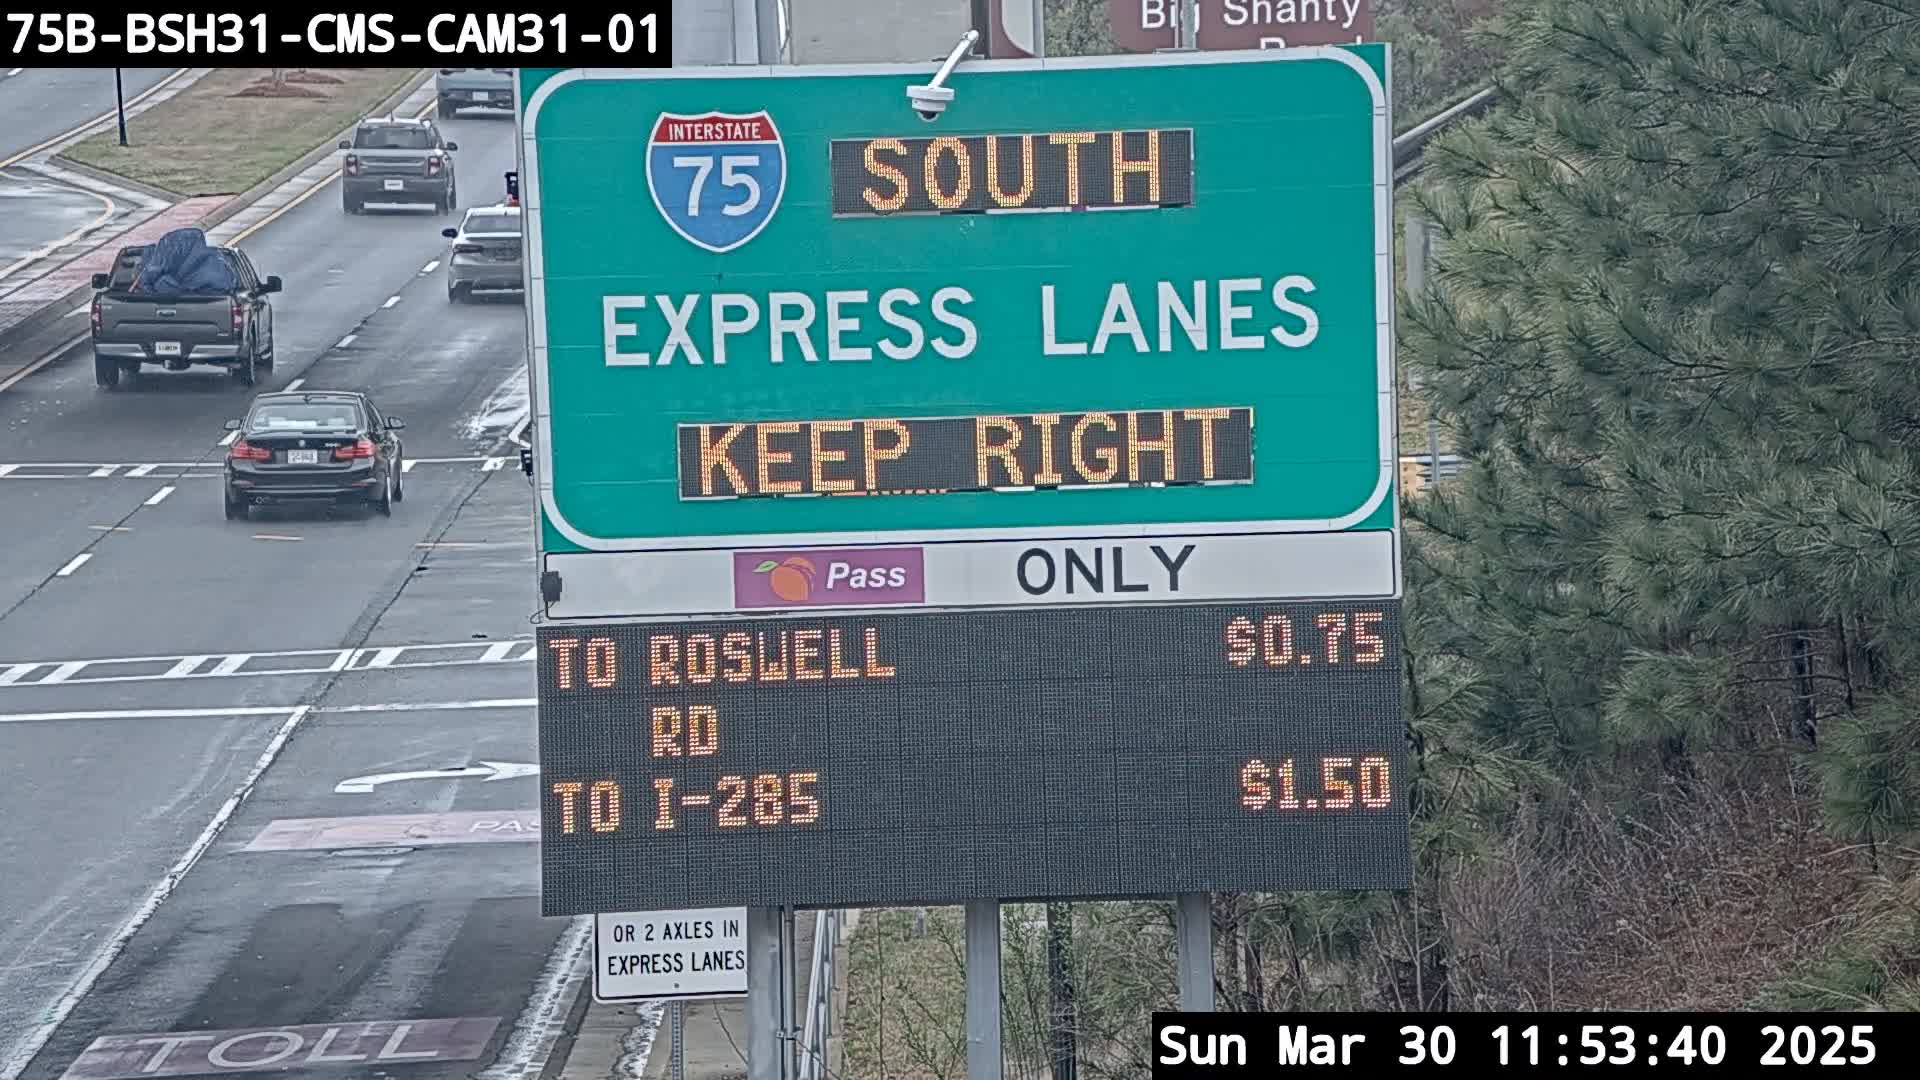 75B-BSH31-CMS-CAM31-01
Big Shanty
INTERSTATE
75
SOUTH
EXPRESS LANES
KEEP RIGHT
Pass ONLY
TO ROSWELL $0.75
RD
TO I-285 $1.50
OR 2 AXLES IN
EXPRESS LANES
TOLL
Sun Mar 30 11:53:40 2025